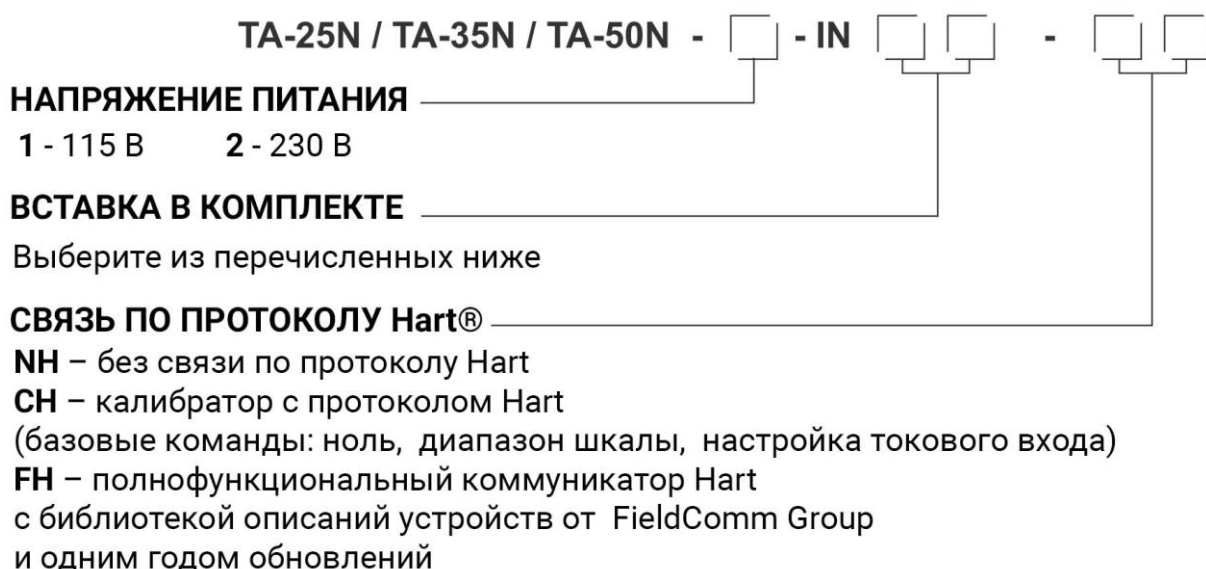 TA-25N / TA-35N / TA-50N - - IN -
НАПРЯЖЕНИЕ ПИТАНИЯ
1 - 115 В 2 - 230 В
ВСТАВКА В КОМПЛЕКТЕ
Выберите из перечисленных ниже
СВЯЗЬ ПО ПРОТОКОЛУ Hart®
NH – без связи по протоколу Hart
CH – калибратор с протоколом Hart
(базовые команды: ноль, диапазон шкалы, настройка токового входа)
FH – полнофункциональный коммуникатор Hart
с библиотекой описаний устройств от FieldComm Group
и одним годом обновлений